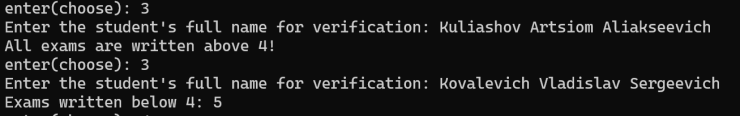 enter(choose): 3
Enter the student's full name for verification: Kuliashov Artsiom Aliakseevich
All exams are written above 4!
enter(choose): 3
Enter the student's full name for verification: Kovalevich Vladislav Sergeevich
Exams written below 4: 5